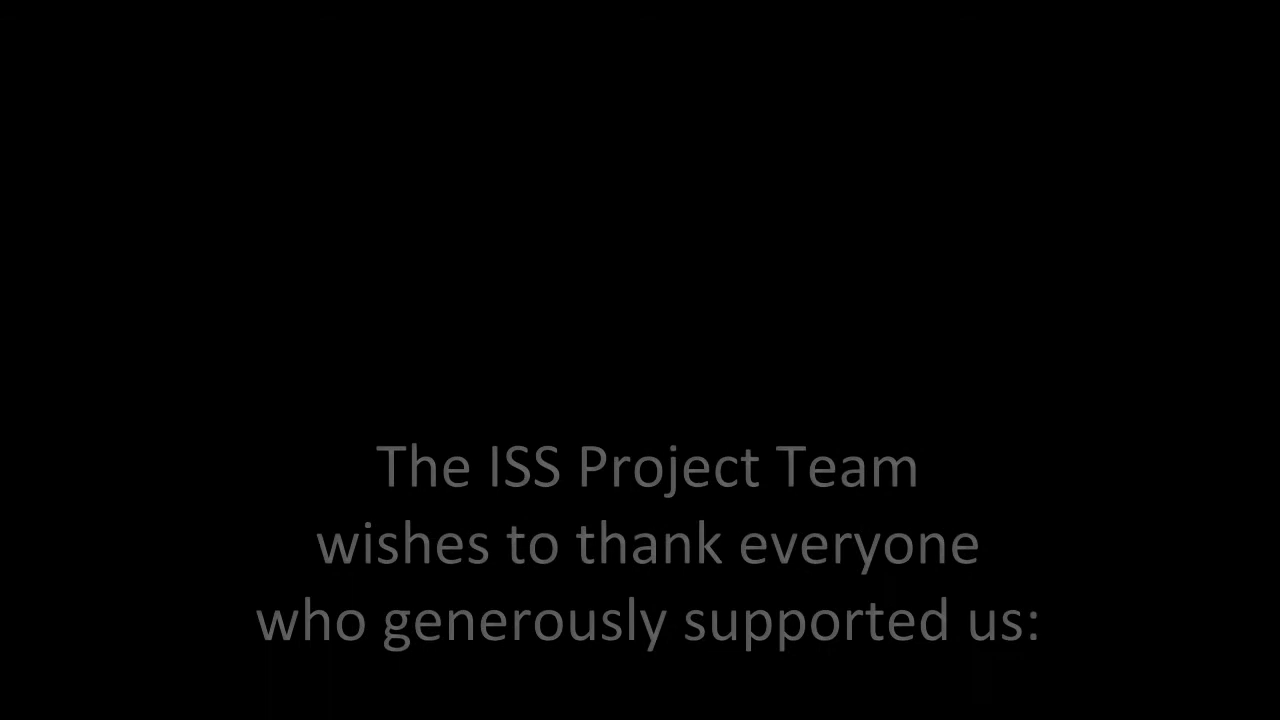 The ISS Project Team
wishes to thank everyone
who generously supported us: